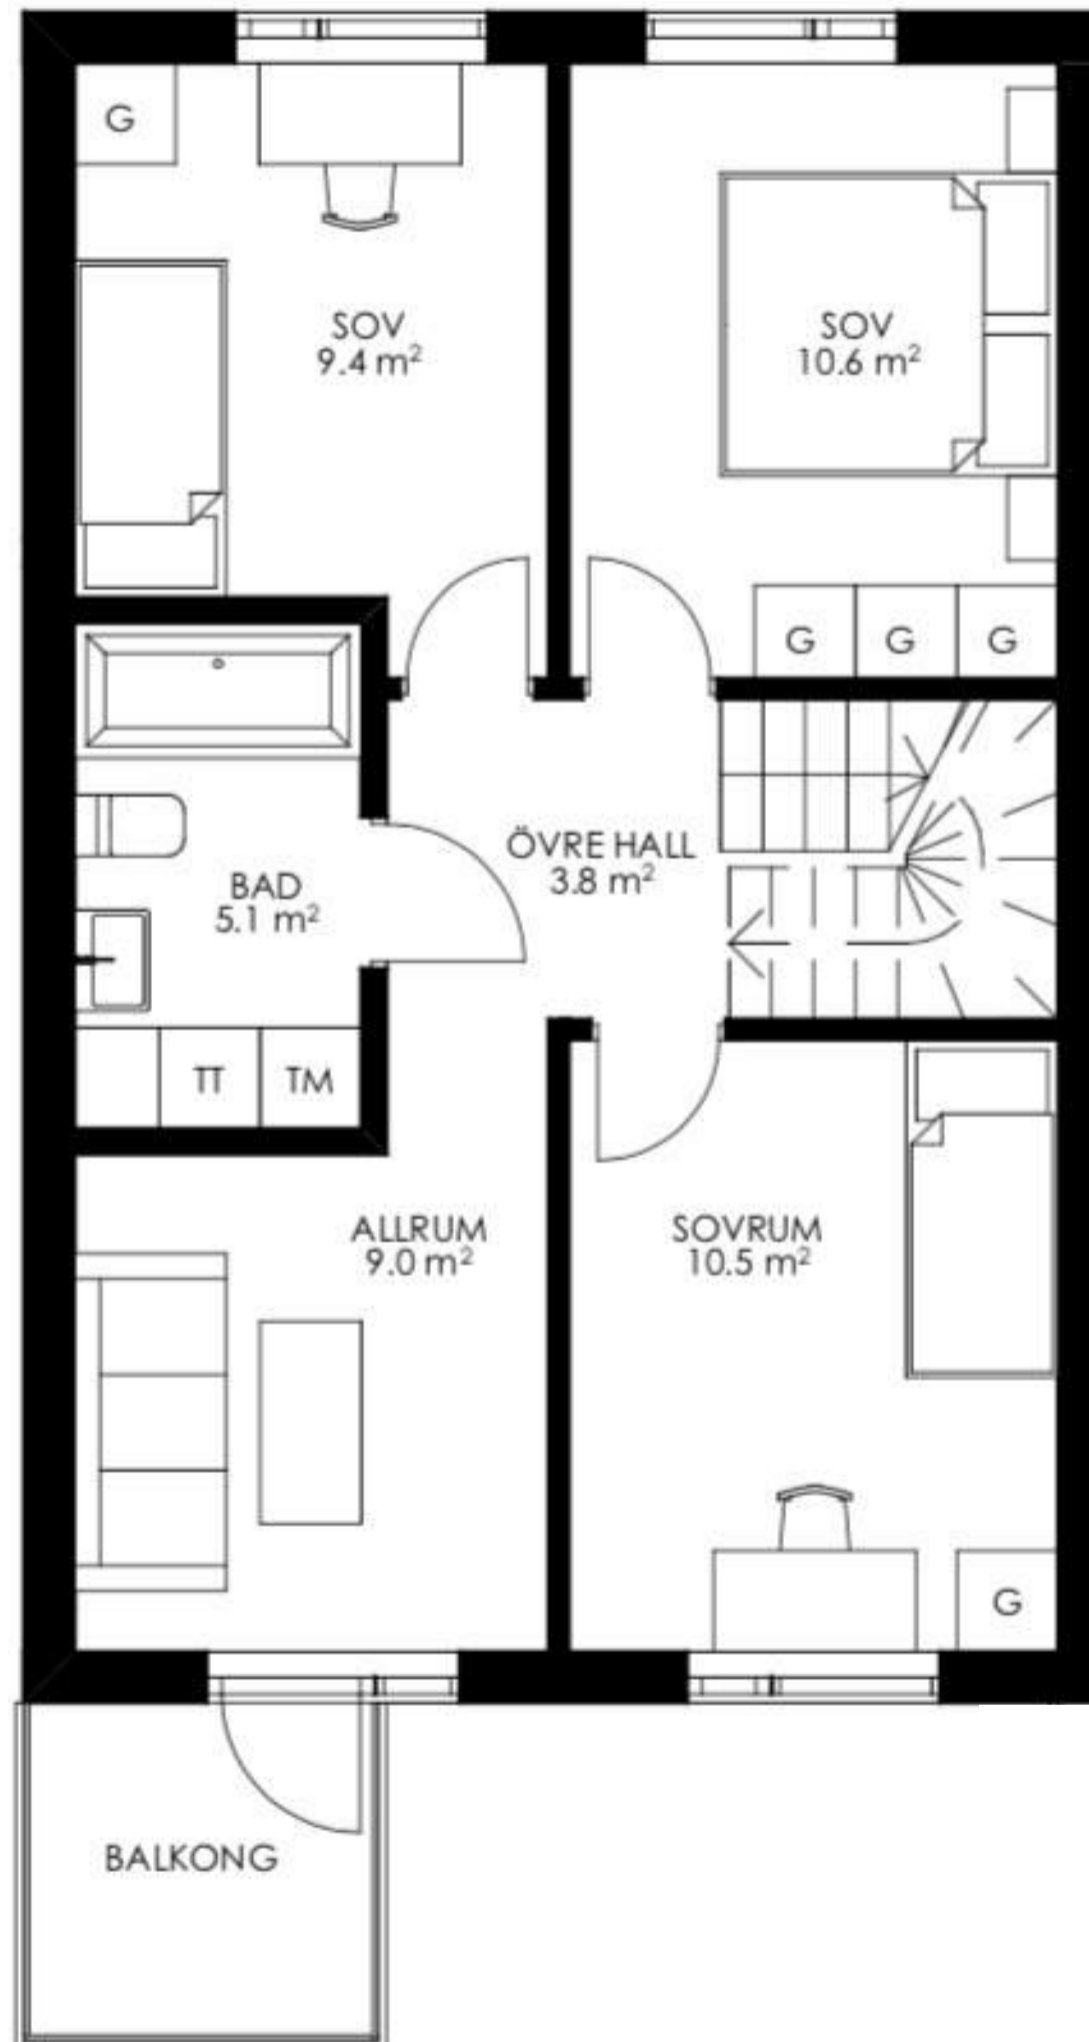 G
SOV
9.4 m²
SOV
10.6 m²
G G G
ÖVRE HALL
3.8 m²
BAD
5.1 m²
TT TM
ALLRUM
9.0 m²
SOVRUM
10.5 m²
G
BALKONG